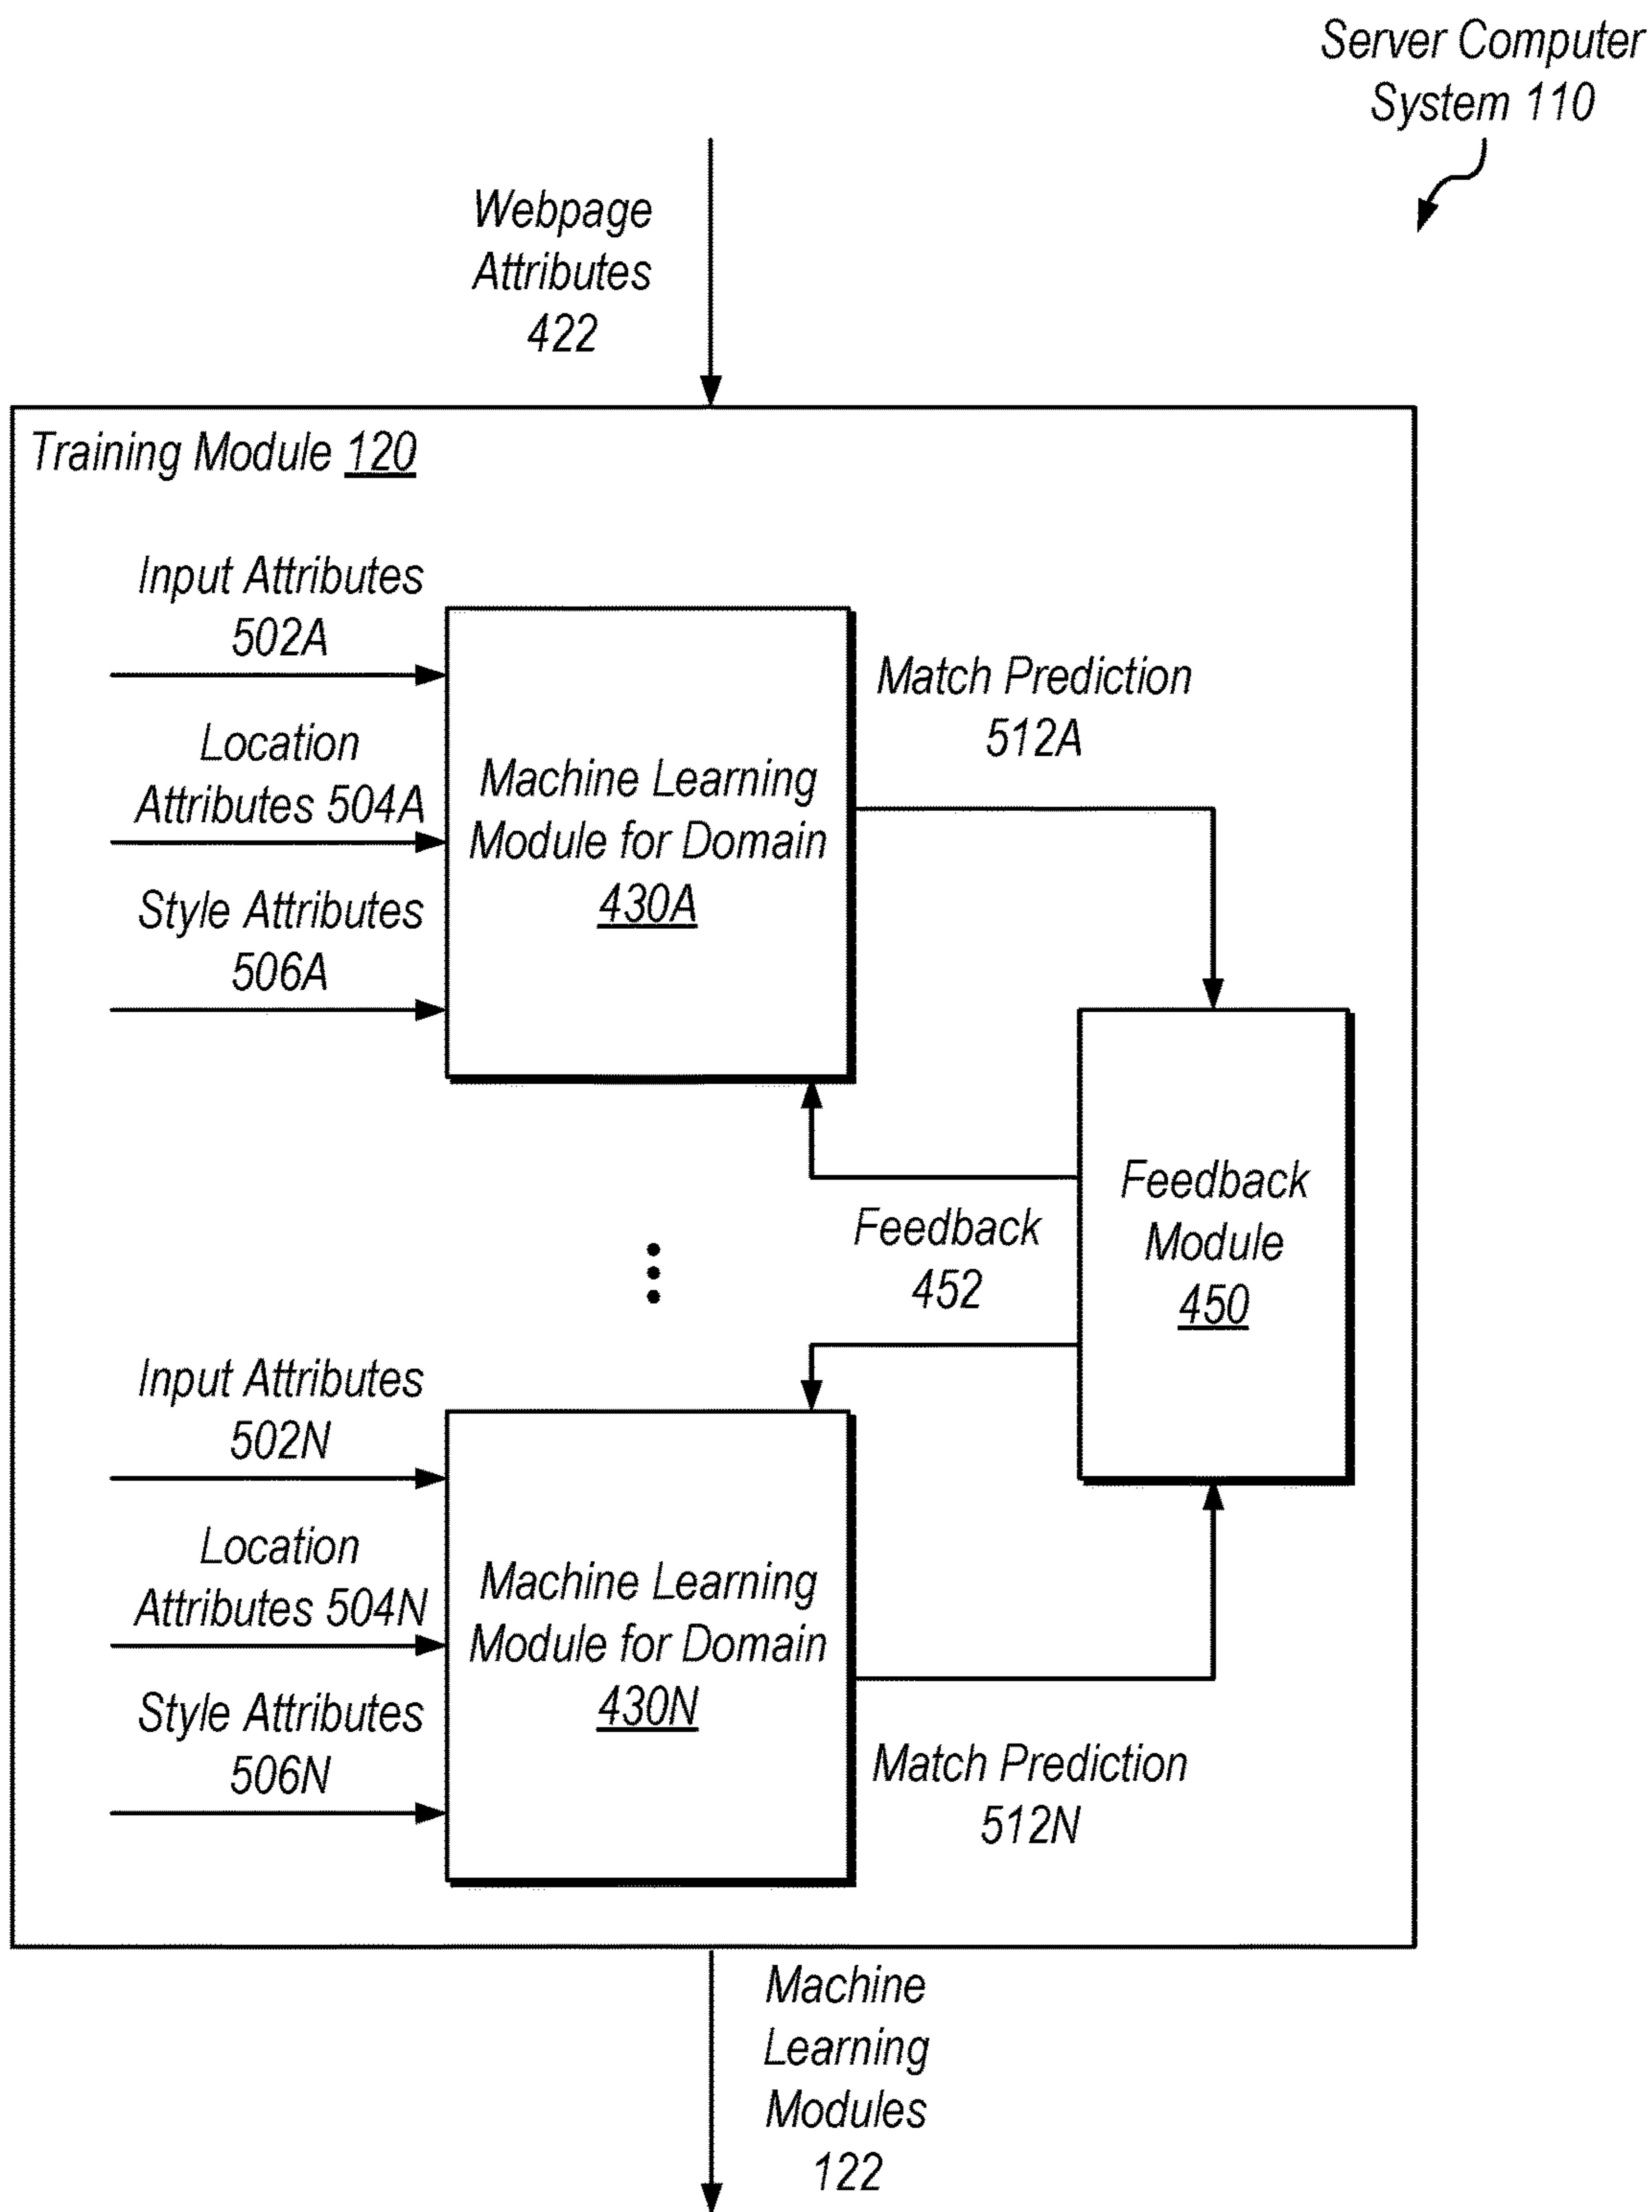 Server Computer
System 110
Webpage
Attributes
422
Training Module 120
Input Attributes
502A
Location
Attributes 504A
Style Attributes
506A
Machine Learning
Module for Domain
430A
Match Prediction
512A
Feedback
Module
450
Feedback
452
Input Attributes
502N
Location
Attributes 504N
Style Attributes
506N
Machine Learning
Module for Domain
430N
Match Prediction
512N
Machine
Learning
Modules
122